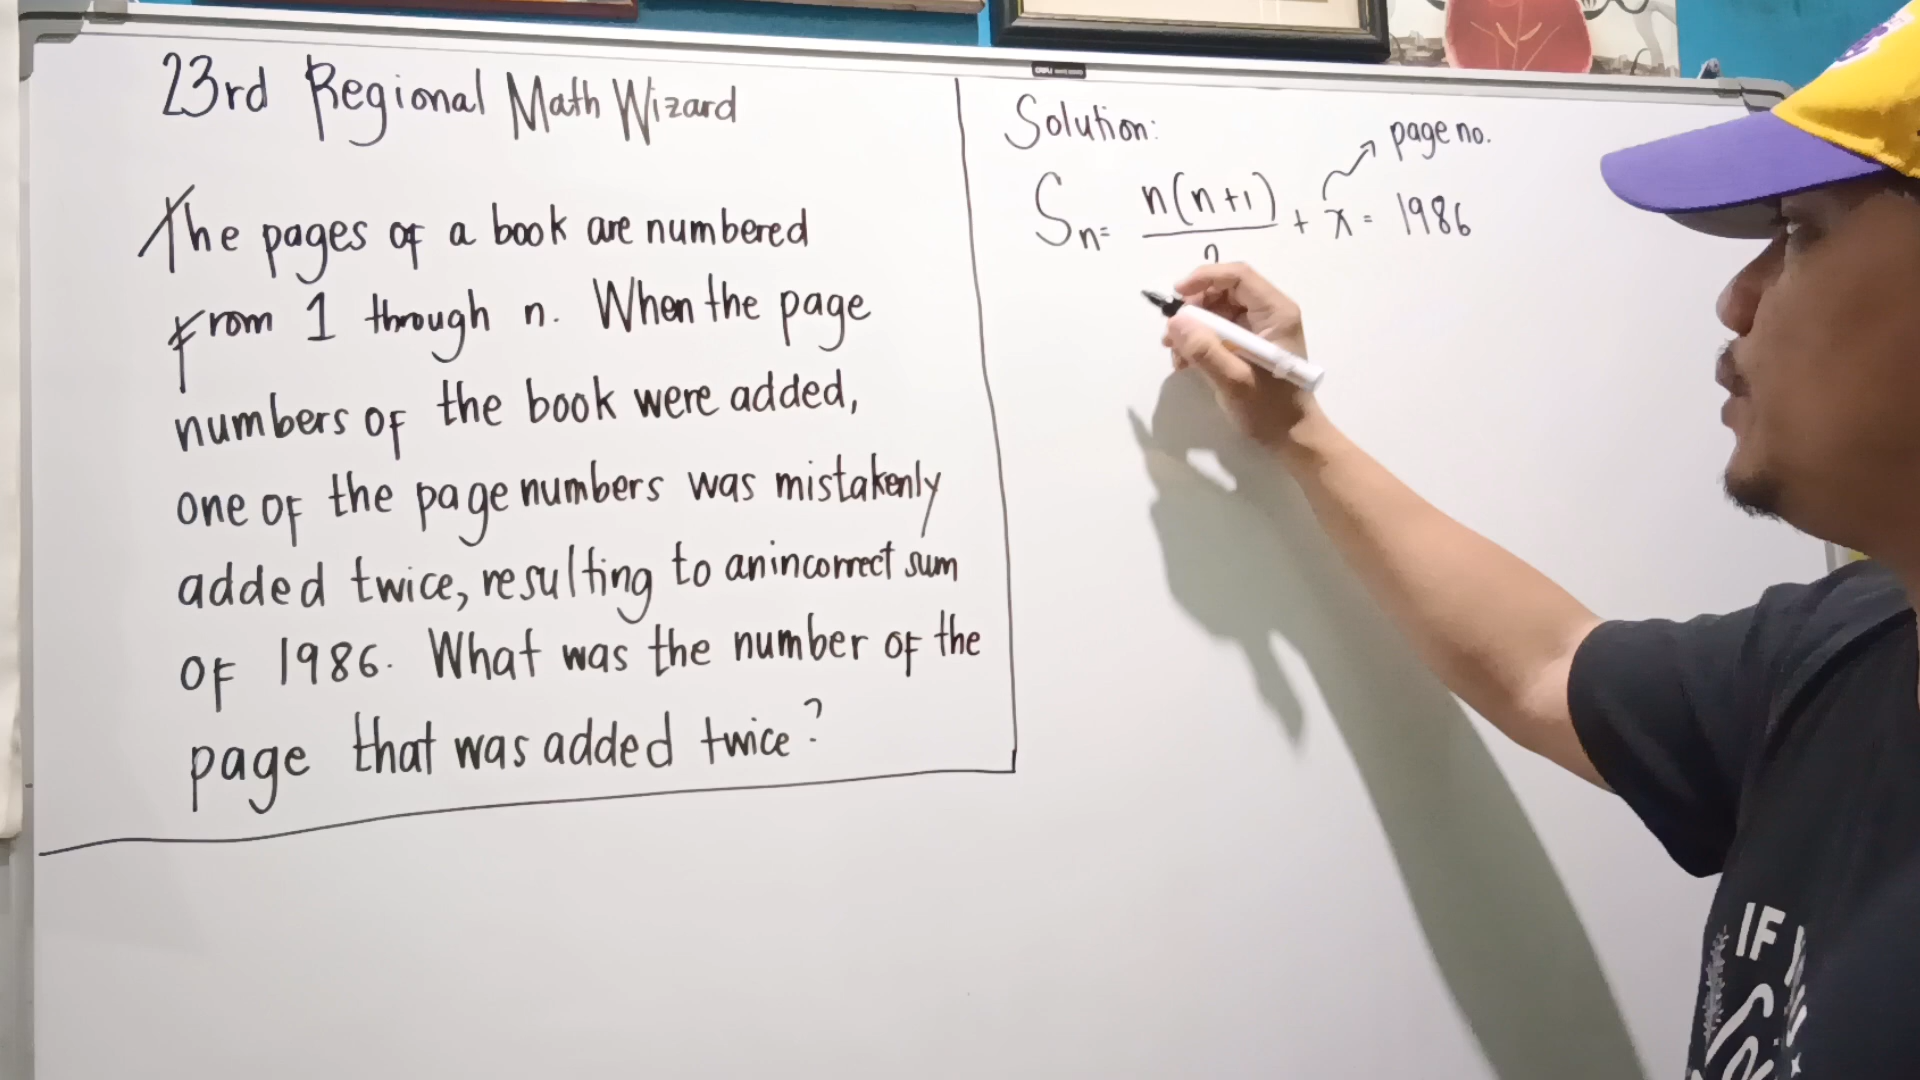 23rd Regional Math Wizard
The pages of a book are numbered
from 1 through n. When the page
numbers of the book were added,
one of the page numbers was mistakenly
added twice, resulting to an incorrect sum
of 1986. What was the number of the
page that was added twice?
Solution:
page no.
Sn = n(n+1)/2 + x = 1986
IF